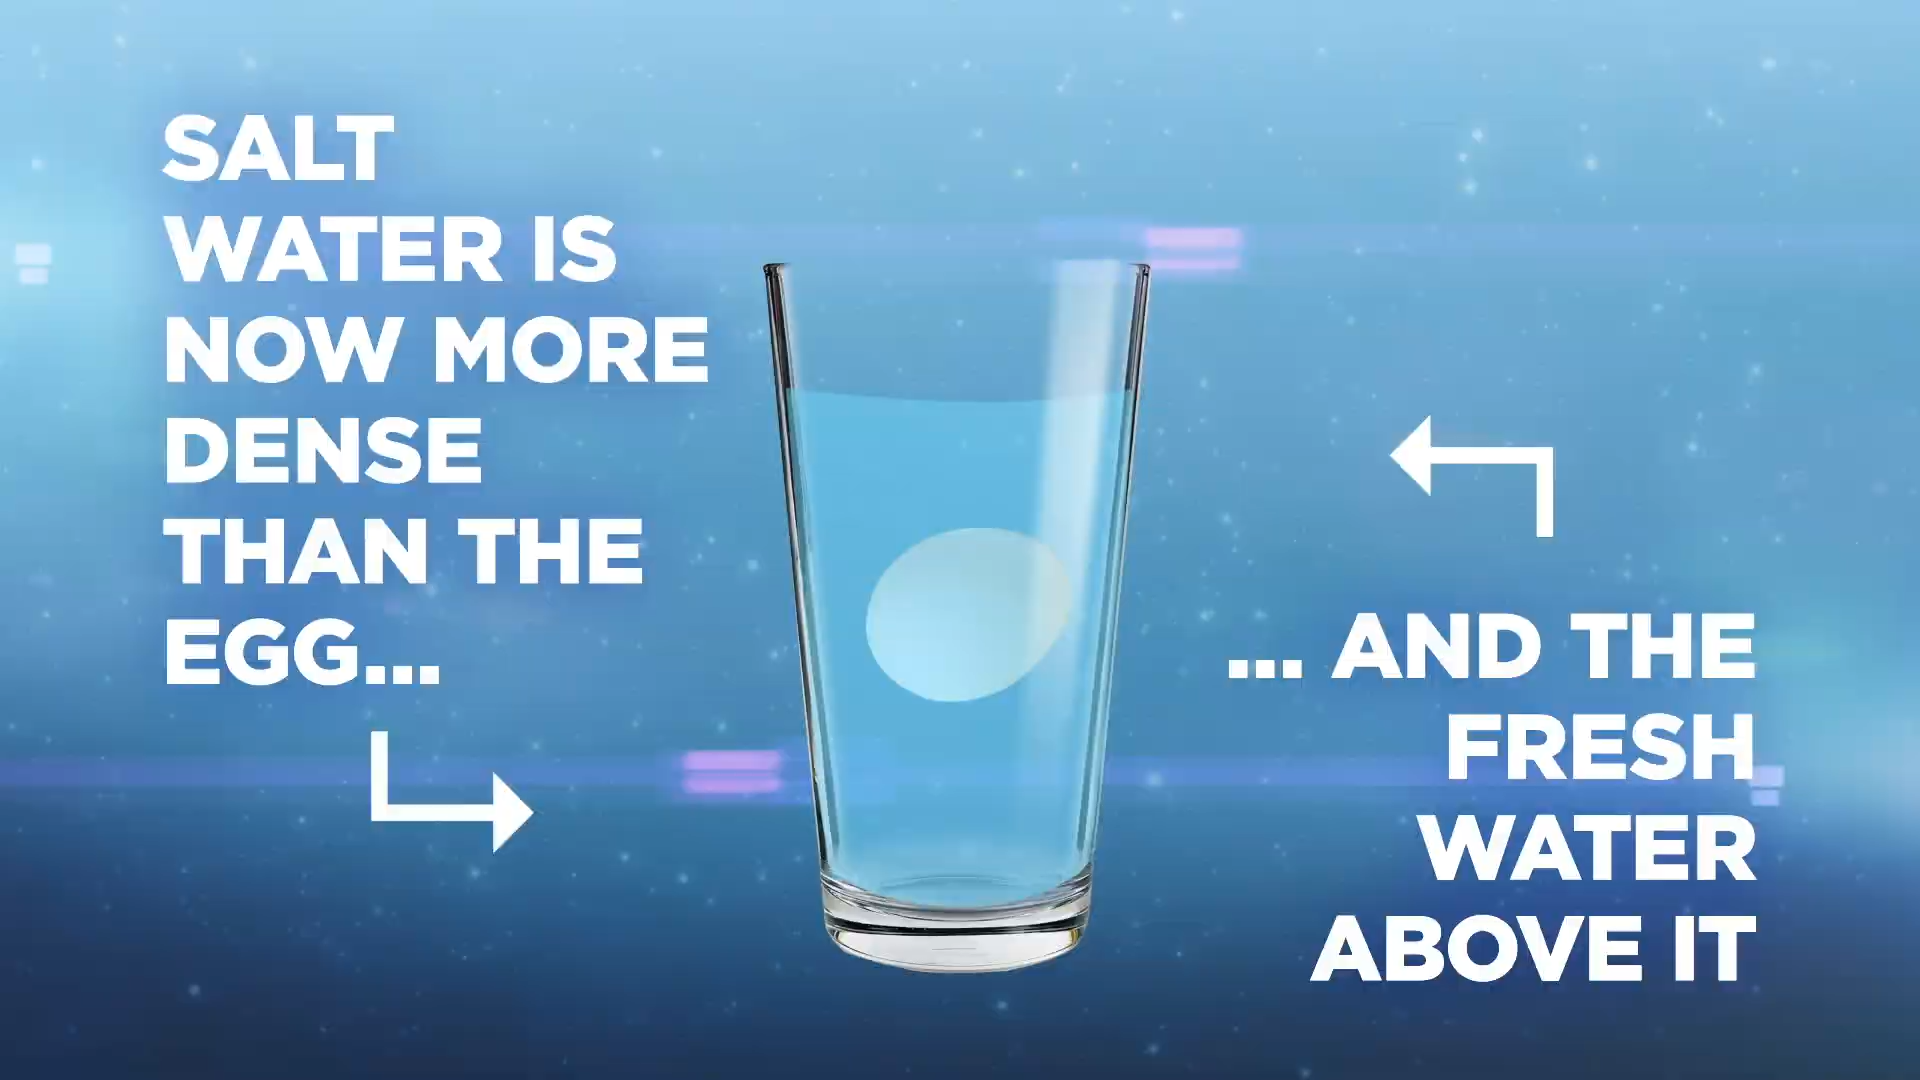 SALT
WATER IS
NOW MORE
DENSE
THAN THE
EGG...
... AND THE
FRESH
WATER
ABOVE IT